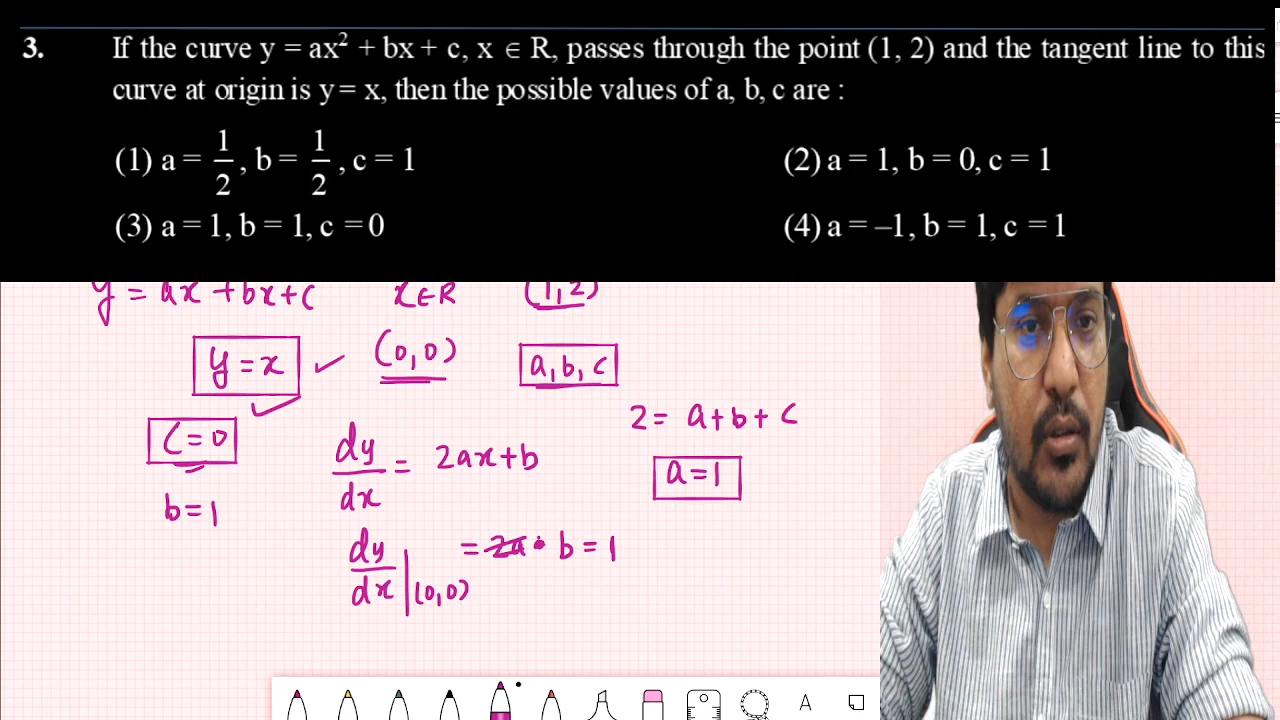 3. If the curve y = ax² + bx + c, x ∈ R, passes through the point (1, 2) and the tangent line to this
curve at origin is y = x, then the possible values of a, b, c are :
(1) a = 1/2, b = 1/2, c = 1 (2) a = 1, b = 0, c = 1
(3) a = 1, b = 1, c = 0 (4) a = –1, b = 1, c = 1
y = ax + bx + c x ∈ R (1,2)
y = x ✓ (0,0) a, b, c
2 = a + b + c
c = 0 dy/dx = 2ax + b
a = 1
b = 1
dy/dx |(0,0) = 2a · b = 1
A